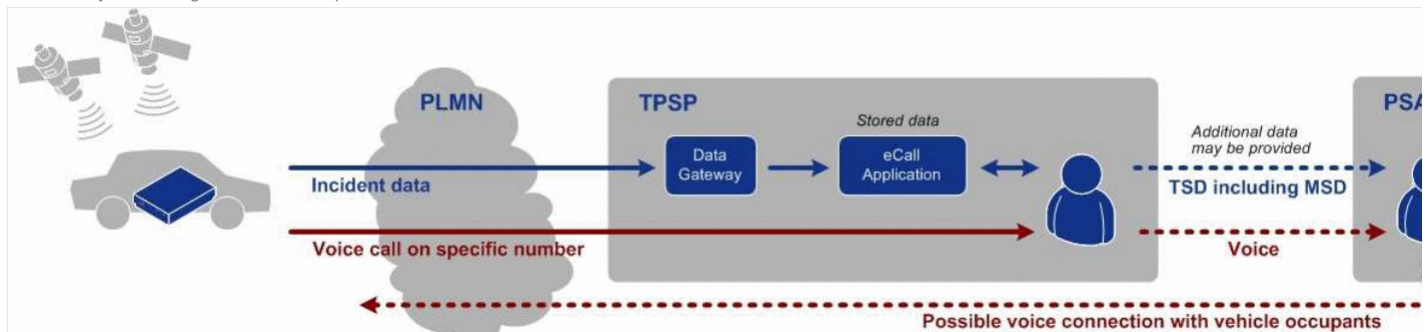 PLMN
TPSP
PSA
Stored data
Data
Gateway
eCall
Application
Additional data
may be provided
Incident data
TSD including MSD
Voice call on specific number
Voice
Possible voice connection with vehicle occupants